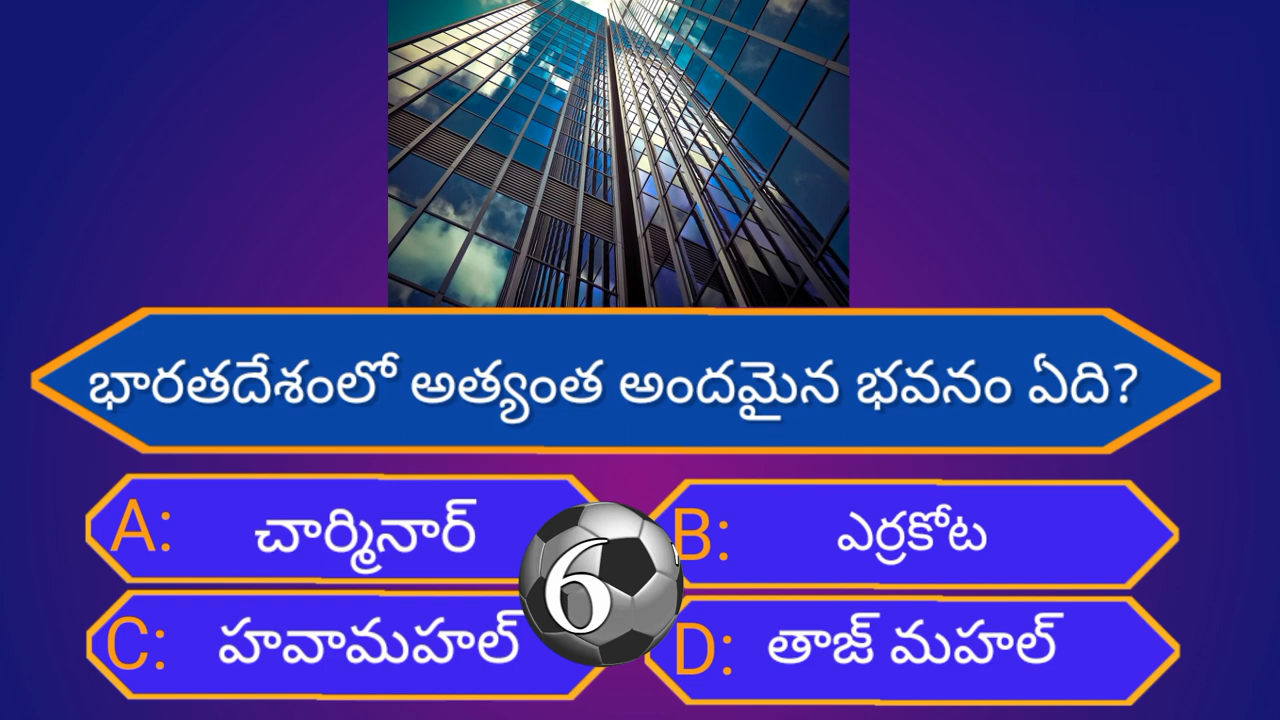 భారతదేశంలో అత్యంత అందమైన భవనం ఏది?
A: చార్మినార్
B: ఎర్రకోట
6
C: హవామహల్
D: తాజ్ మహల్